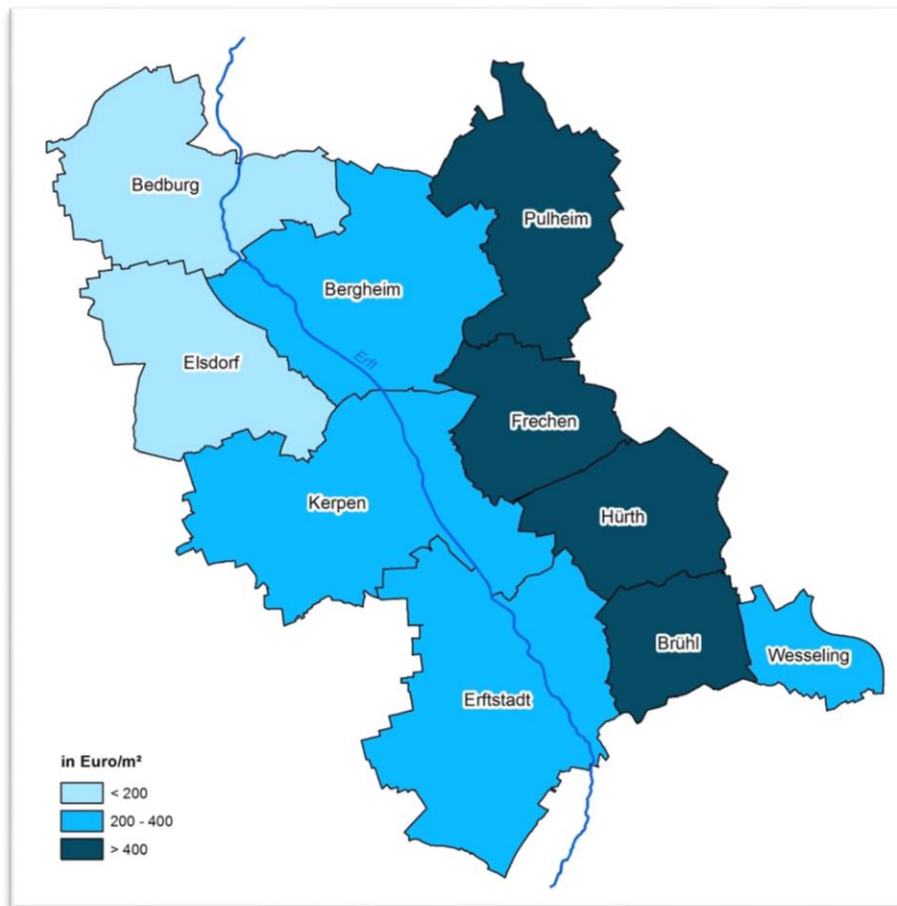 Bedburg
Pulheim
Bergheim
Erft
Elsdorf
Frechen
Kerpen
Hürth
Brühl
Wesseling
Erftstadt
in Euro/m²
< 200
200 - 400
> 400